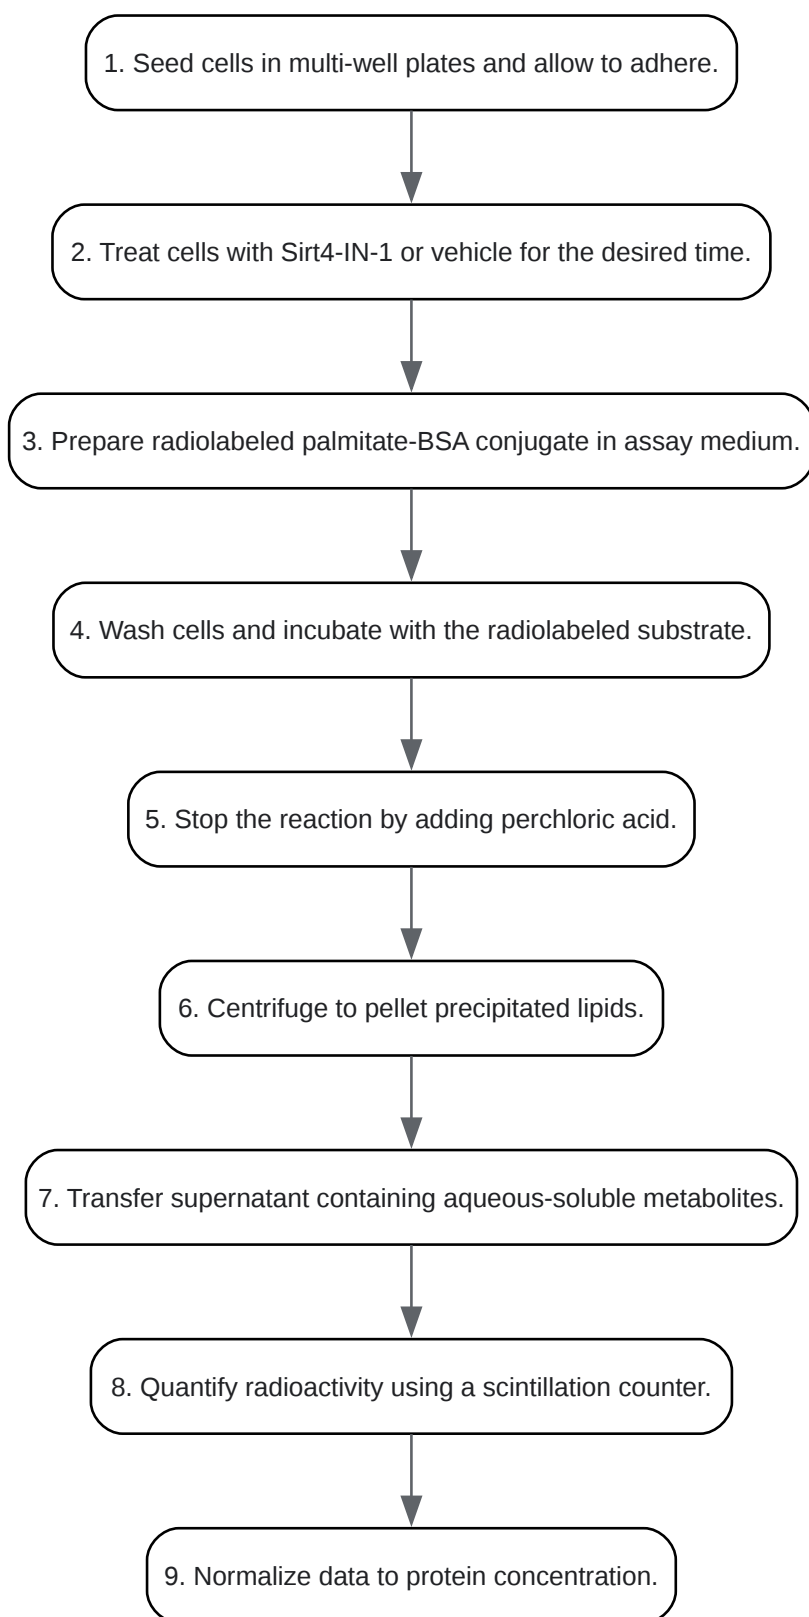 1. Seed cells in multi-well plates and allow to adhere.
2. Treat cells with Sirt4-IN-1 or vehicle for the desired time.
3. Prepare radiolabeled palmitate-BSA conjugate in assay medium.
4. Wash cells and incubate with the radiolabeled substrate.
5. Stop the reaction by adding perchloric acid.
6. Centrifuge to pellet precipitated lipids.
7. Transfer supernatant containing aqueous-soluble metabolites.
8. Quantify radioactivity using a scintillation counter.
9. Normalize data to protein concentration.